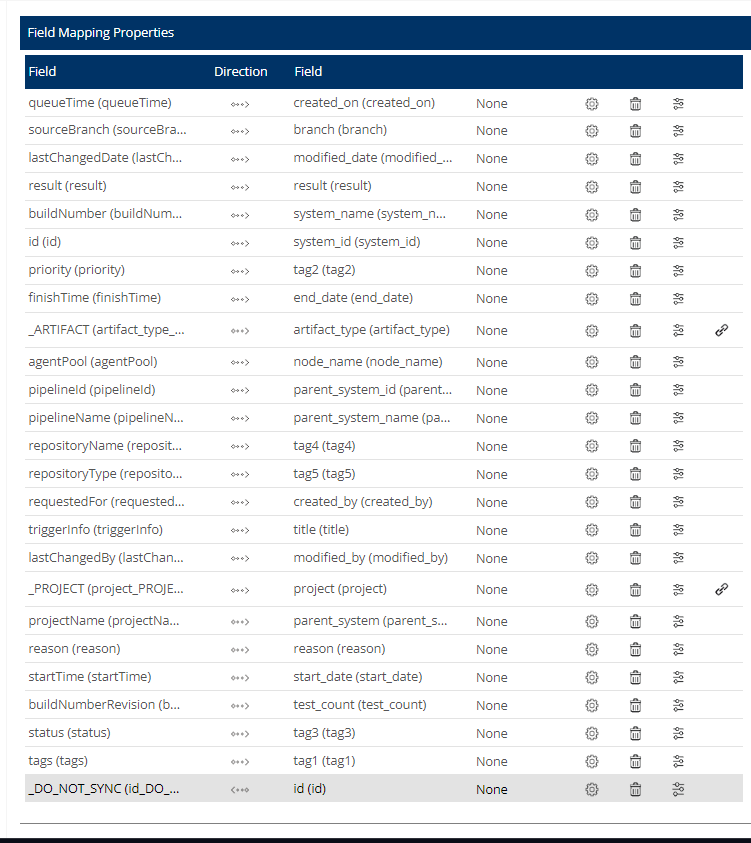 Field Mapping Properties
Field Direction Field
queueTime (queueTime) created_on (created_on) None
sourceBranch (sourceBra... branch (branch) None
lastChangedDate (lastCh... modified_date (modified_... None
result (result) result (result) None
buildNumber (buildNum... system_name (system_n... None
id (id) system_id (system_id) None
priority (priority) tag2 (tag2) None
finishTime (finishTime) end_date (end_date) None
_ARTIFACT (artifact_type_... artifact_type (artifact_type) None
agentPool (agentPool) node_name (node_name) None
pipelineId (pipelineId) parent_system_id (parent... None
pipelineName (pipelineN... parent_system_name (pa... None
repositoryName (reposit... tag4 (tag4) None
repositoryType (reposito... tag5 (tag5) None
requestedFor (requested... created_by (created_by) None
triggerInfo (triggerInfo) title (title) None
lastChangedBy (lastChan... modified_by (modified_by) None
_PROJECT (project_PROJE... project (project) None
projectName (projectNa... parent_system (parent_s... None
reason (reason) reason (reason) None
startTime (startTime) start_date (start_date) None
buildNumberRevision (b... test_count (test_count) None
status (status) tag3 (tag3) None
tags (tags) tag1 (tag1) None
_DO_NOT_SYNC (id_DO_... id (id) None